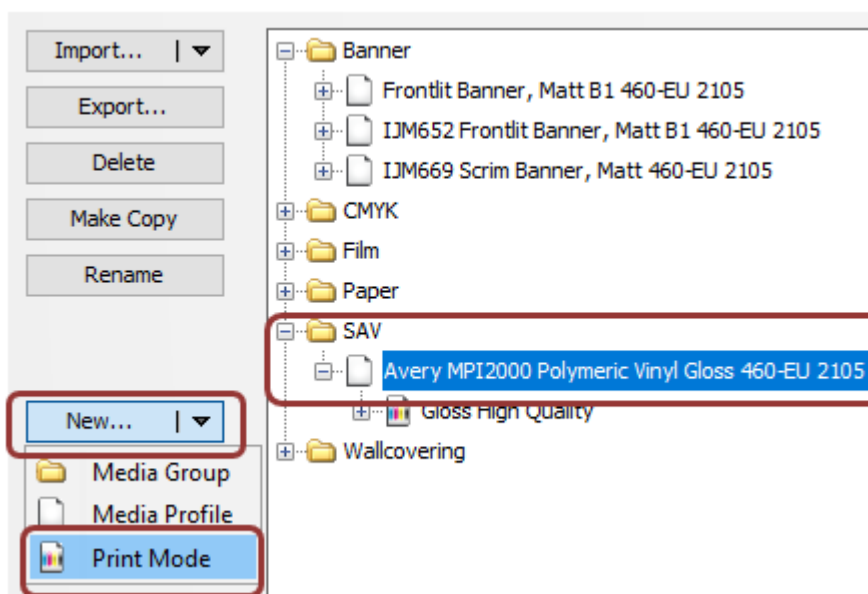 Import...
Export...
Delete
Make Copy
Rename
New...
Media Group
Media Profile
Print Mode
Banner
Frontlit Banner, Matt B1 460-EU 2105
IJM652 Frontlit Banner, Matt B1 460-EU 2105
IJM669 Scrim Banner, Matt 460-EU 2105
CMYK
Film
Paper
SAV
Avery MPI2000 Polymeric Vinyl Gloss 460-EU 2105
Gloss High Quality
Wallcovering